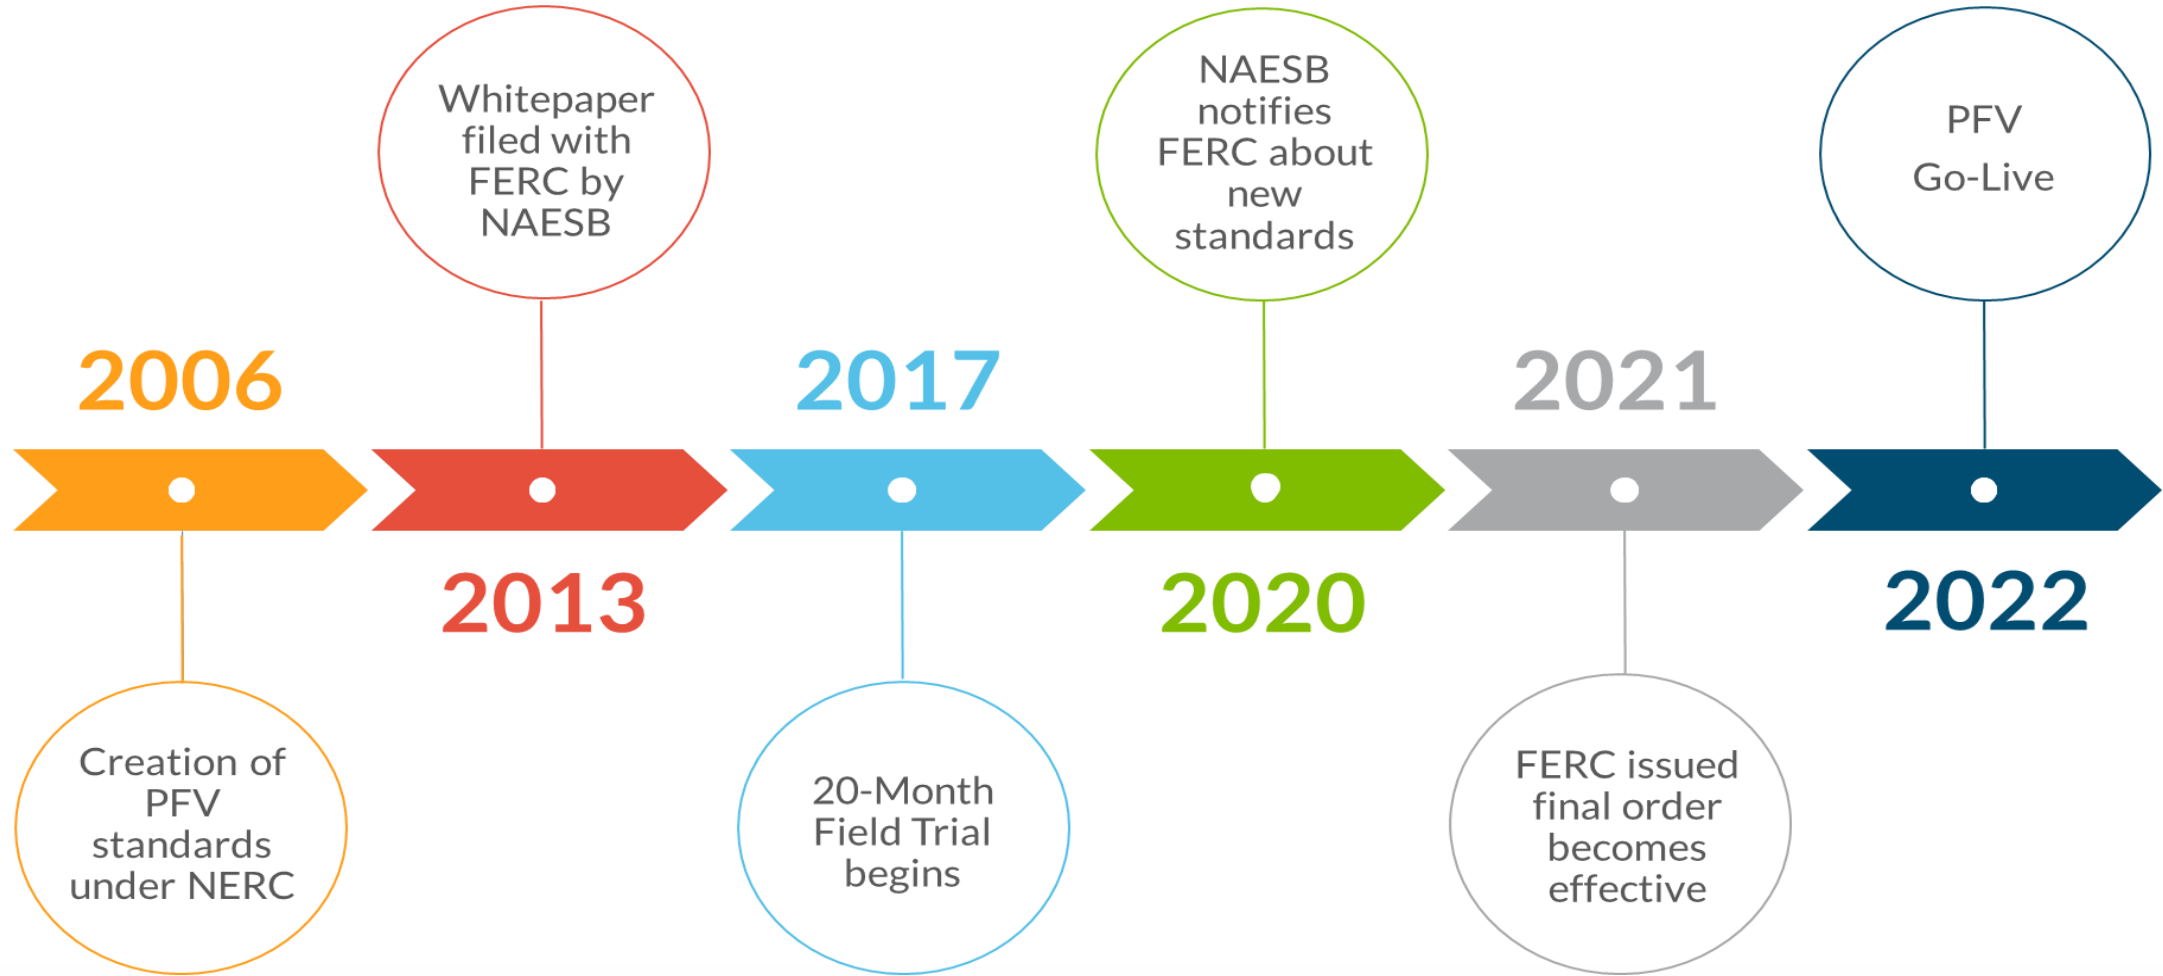 2006
Creation of
PFV
standards
under NERC
Whitepaper
filed with
FERC by
NAESB
2013
2017
20-Month
Field Trial
begins
NAESB
notifies
FERC about
new
standards
2020
2021
FERC issued
final order
becomes
effective
PFV
Go-Live
2022